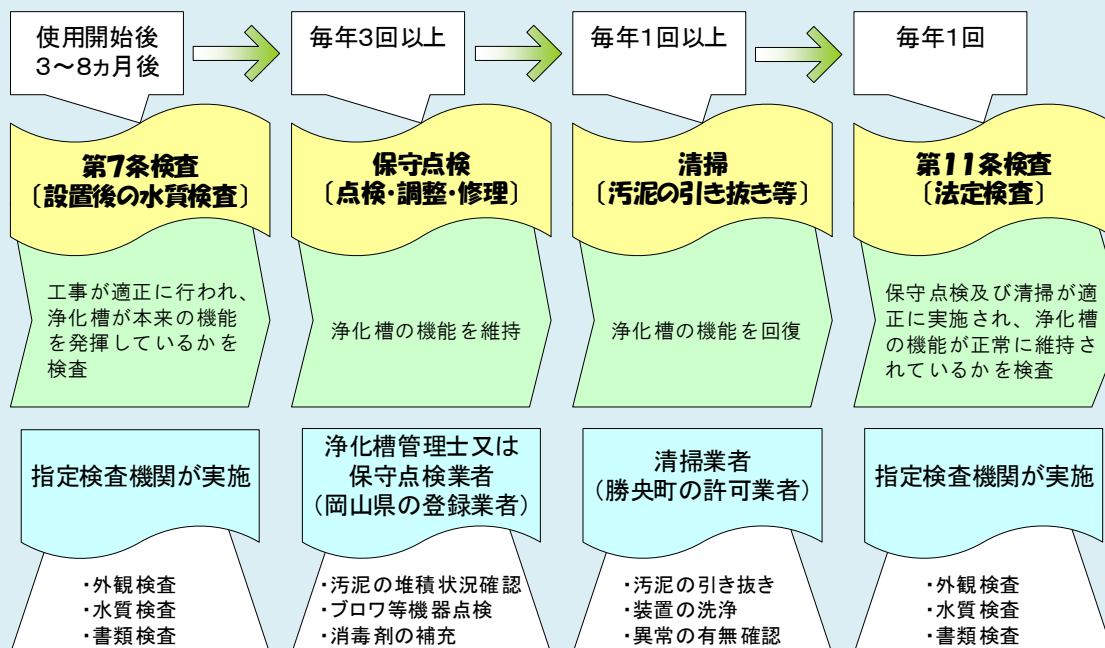 使用開始後
3～8ヵ月後
毎年3回以上
毎年1回以上
毎年1回
第7条検査
〔設置後の水質検査〕
保守点検
〔点検・調整・修理〕
清掃
〔汚泥の引き抜き等〕
第11条検査
〔法定検査〕
工事が適正に行われ、
浄化槽が本来の機能
を発揮しているかを
検査
浄化槽の機能を維持
浄化槽の機能を回復
保守点検及び清掃が適
正に実施され、浄化槽
の機能が正常に維持さ
れているかを検査
指定検査機関が実施
浄化槽管理士又は
保守点検業者
（岡山県の登録業者）
清掃業者
（勝央町の許可業者）
指定検査機関が実施
・外観検査
・水質検査
・書類検査
・汚泥の堆積状況確認
・ブロワ等機器点検
・消毒剤の補充
・汚泥の引き抜き
・装置の洗浄
・異常の有無確認
・外観検査
・水質検査
・書類検査